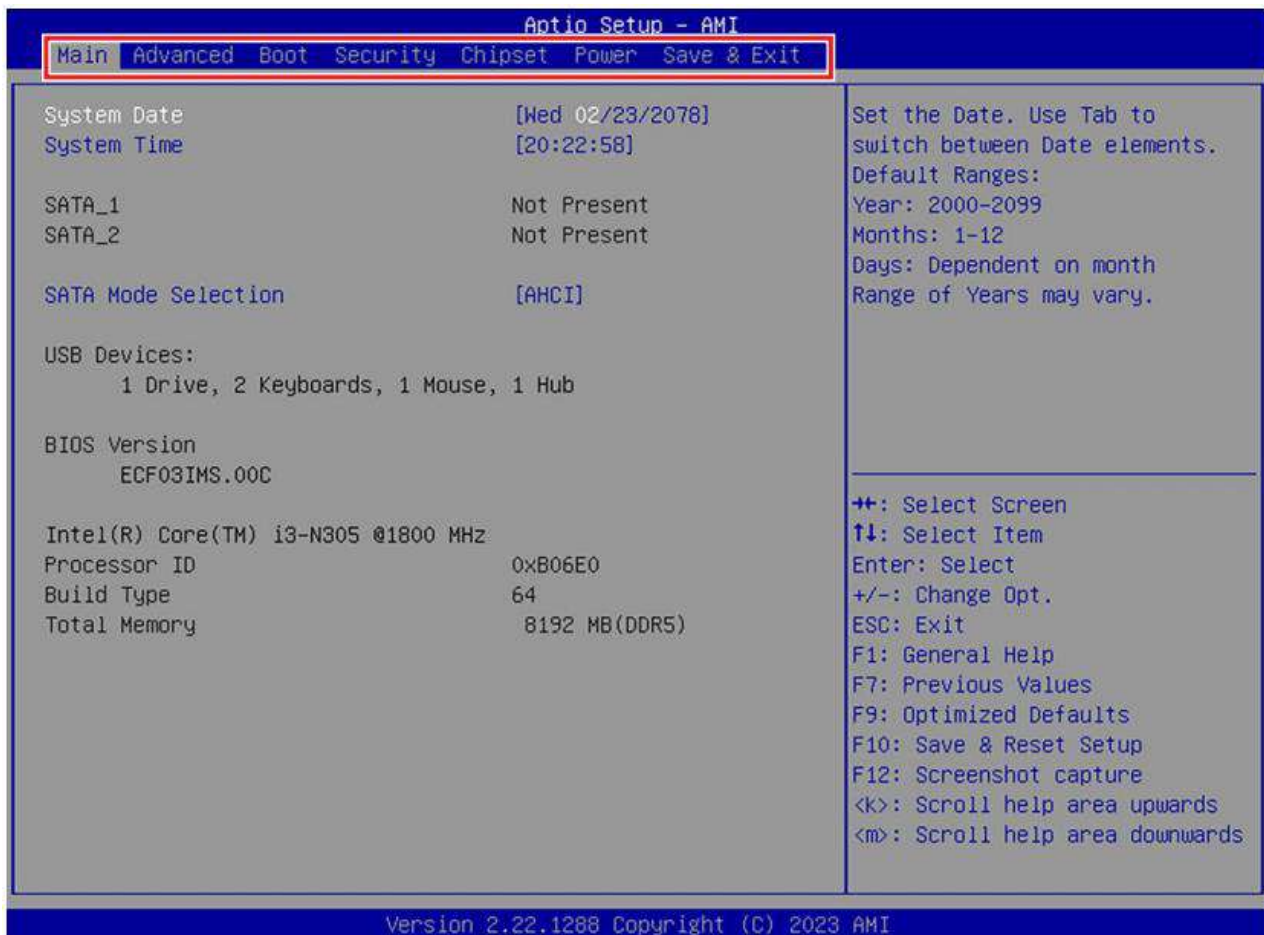 Aptio Setup - AMI
Main Advanced Boot Security Chipset Power Save & Exit
System Date [Wed 02/23/2078]
System Time [20:22:58]
SATA_1 Not Present
SATA_2 Not Present
SATA Mode Selection [AHCI]
USB Devices:
1 Drive, 2 Keyboards, 1 Mouse, 1 Hub
BIOS Version
ECF03IMS.00C
Intel(R) Core(TM) i3-N305 @1800 MHz
Processor ID 0xB06E0
Build Type 64
Total Memory 8192 MB(DDR5)
Set the Date. Use Tab to
switch between Date elements.
Default Ranges:
Year: 2000-2099
Months: 1-12
Days: Dependent on month
Range of Years may vary.
→←: Select Screen
↑↓: Select Item
Enter: Select
+/-: Change Opt.
ESC: Exit
F1: General Help
F7: Previous Values
F9: Optimized Defaults
F10: Save & Reset Setup
F12: Screenshot capture
<k>: Scroll help area upwards
<m>: Scroll help area downwards
Version 2.22.1288 Copyright (C) 2023 AMI